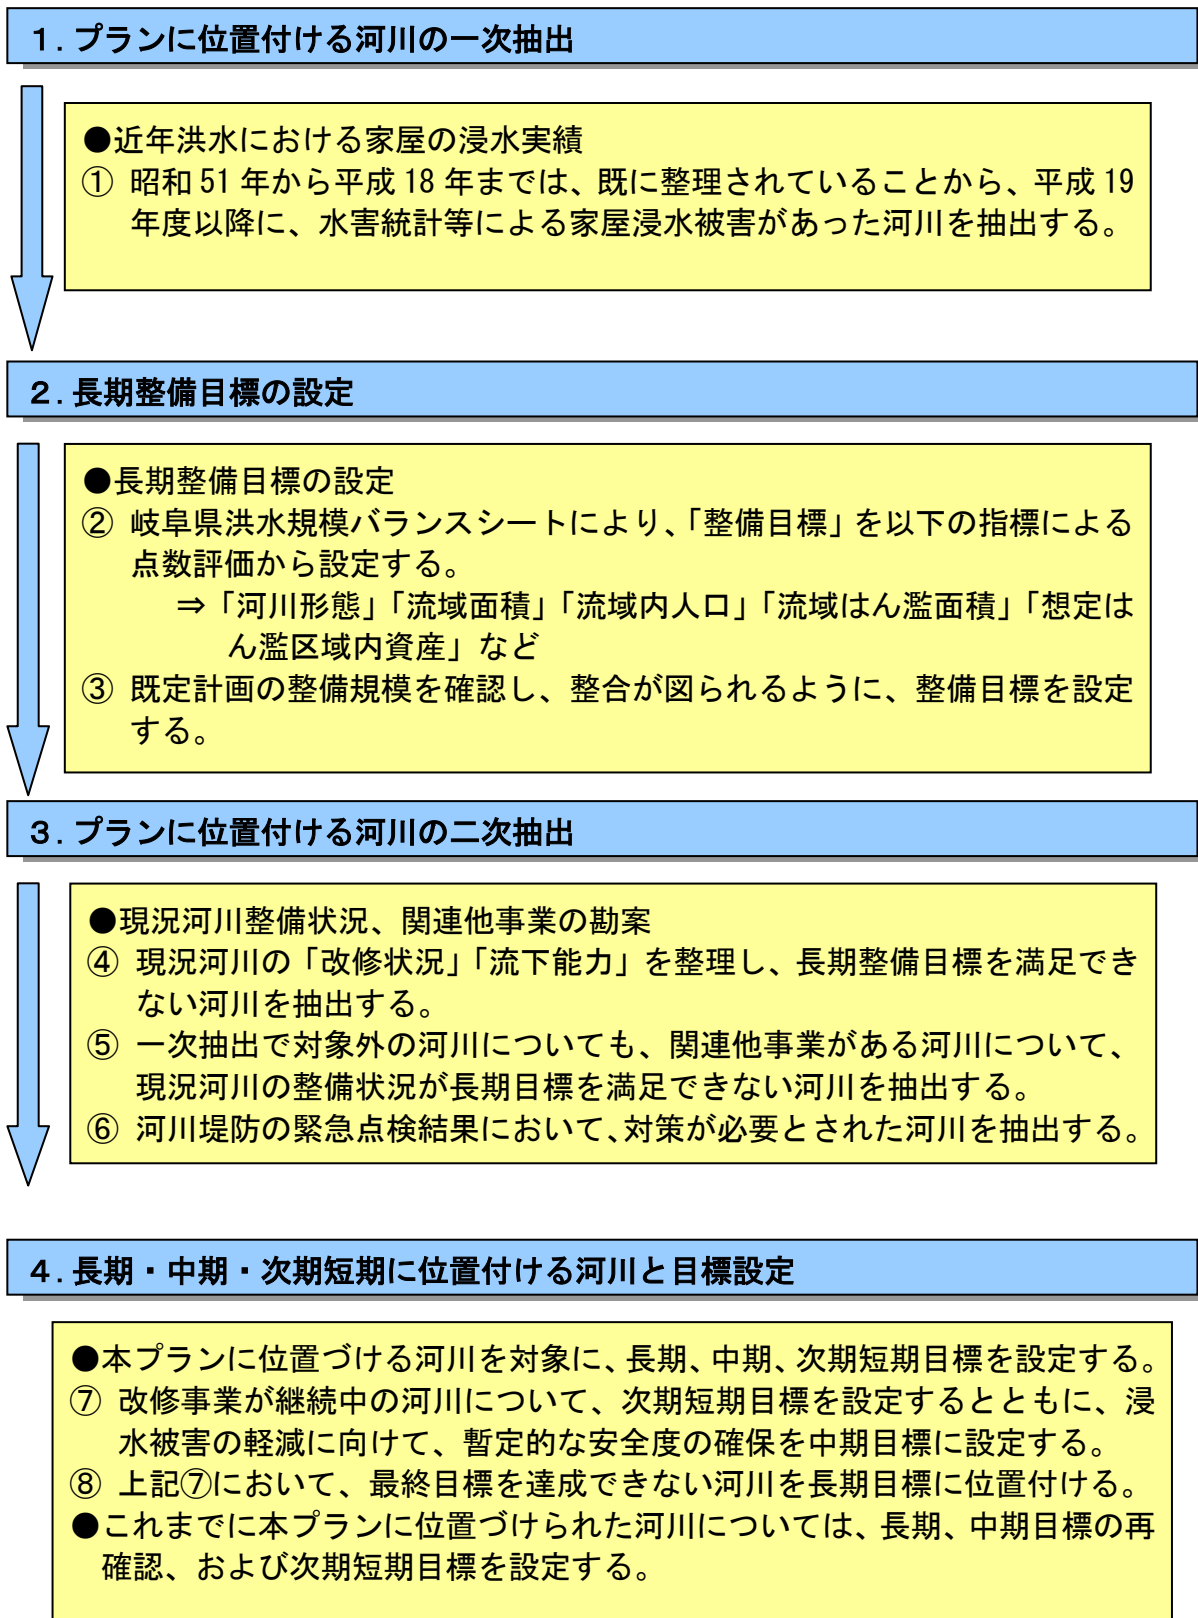 １．プランに位置付ける河川の一次抽出
●近年洪水における家屋の浸水実績
① 昭和 51 年から平成 18 年までは、既に整理されていることから、平成 19
年度以降に、水害統計等による家屋浸水被害があった河川を抽出する。
２．長期整備目標の設定
●長期整備目標の設定
② 岐阜県洪水規模バランスシートにより、「整備目標」を以下の指標による
点数評価から設定する。
⇒「河川形態」「流域面積」「流域内人口」「流域はん濫面積」「想定は
ん濫区域内資産」など
③ 既定計画の整備規模を確認し、整合が図られるように、整備目標を設定
する。
３．プランに位置付ける河川の二次抽出
●現況河川整備状況、関連他事業の勘案
④ 現況河川の「改修状況」「流下能力」を整理し、長期整備目標を満足でき
ない河川を抽出する。
⑤ 一次抽出で対象外の河川についても、関連他事業がある河川について、
現況河川の整備状況が長期目標を満足できない河川を抽出する。
⑥ 河川堤防の緊急点検結果において、対策が必要とされた河川を抽出する。
４．長期・中期・次期短期に位置付ける河川と目標設定
●本プランに位置づける河川を対象に、長期、中期、次期短期目標を設定する。
⑦ 改修事業が継続中の河川について、次期短期目標を設定するとともに、浸
水被害の軽減に向けて、暫定的な安全度の確保を中期目標に設定する。
⑧ 上記⑦において、最終目標を達成できない河川を長期目標に位置付ける。
●これまでに本プランに位置づけられた河川については、長期、中期目標の再
確認、および次期短期目標を設定する。